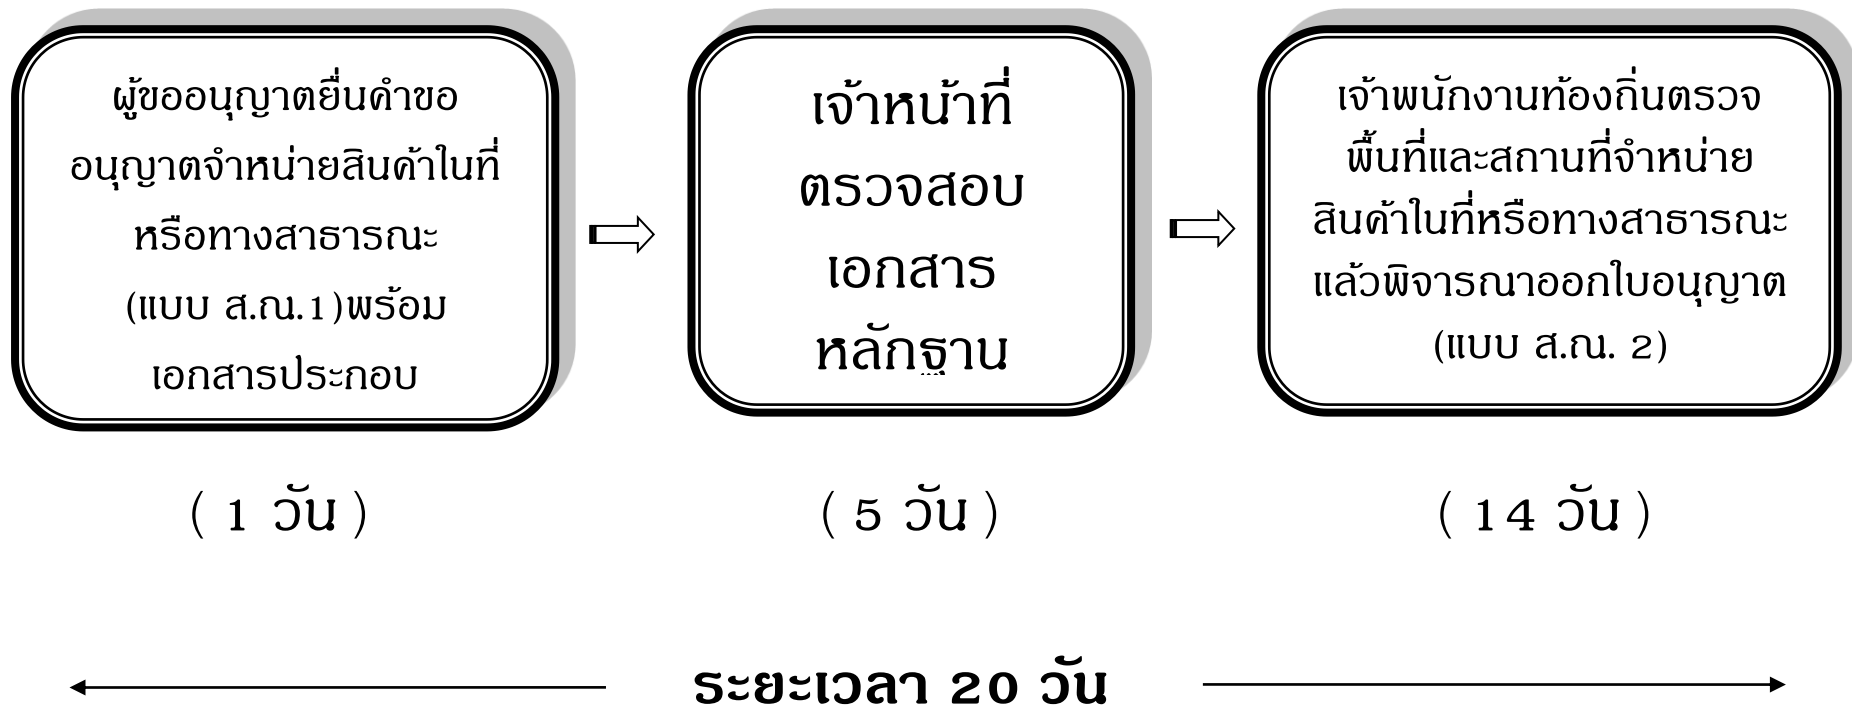 ผู้ขออนุญาตยื่นคำขอ
อนุญาตจำหน่ายสินค้าในที่
หรือทางสาธารณะ
(แบบ ส.ณ.1)พร้อม
เอกสารประกอบ
( 1 วัน )
เจ้าหน้าที่
ตรวจสอบ
เอกสาร
หลักฐาน
( 5 วัน )
เจ้าพนักงานท้องถิ่นตรวจ
พื้นที่และสถานที่จำหน่าย
สินค้าในที่หรือทางสาธารณะ
แล้วพิจารณาออกใบอนุญาต
(แบบ ส.ณ. 2)
( 14 วัน )
ระยะเวลา 20 วัน